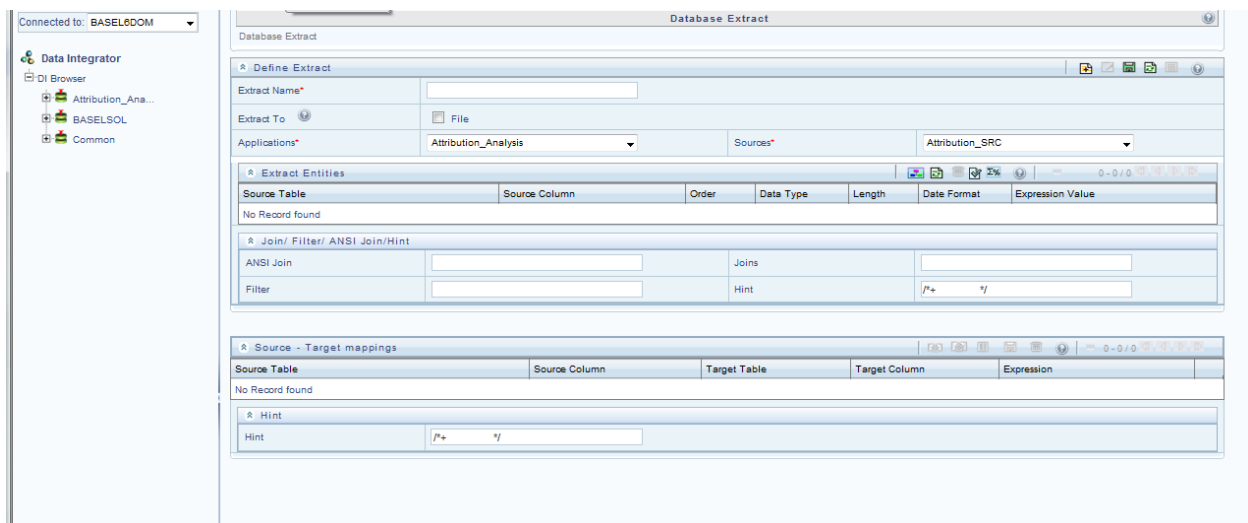 Connected to: BASEL6DOM
Database Extract
Database Extract
Data Integrator
DI Browser
Attribution_Ana...
BASELSOL
Common
Define Extract
Extract Name*
Extract To File
Applications* Attribution_Analysis Sources* Attribution_SRC
Extract Entities 0 - 0 / 0
Source Table Source Column Order Data Type Length Date Format Expression Value
No Record found
Join/ Filter/ ANSI Join/Hint
ANSI Join Joins
Filter Hint /*+ */
Source - Target mappings 0 - 0 / 0
Source Table Source Column Target Table Target Column Expression
No Record found
Hint
Hint /*+ */